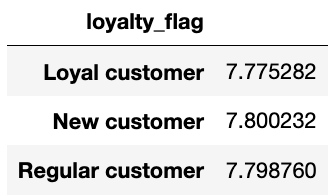 loyalty_flag
Loyal customer 7.775282
New customer 7.800232
Regular customer 7.798760